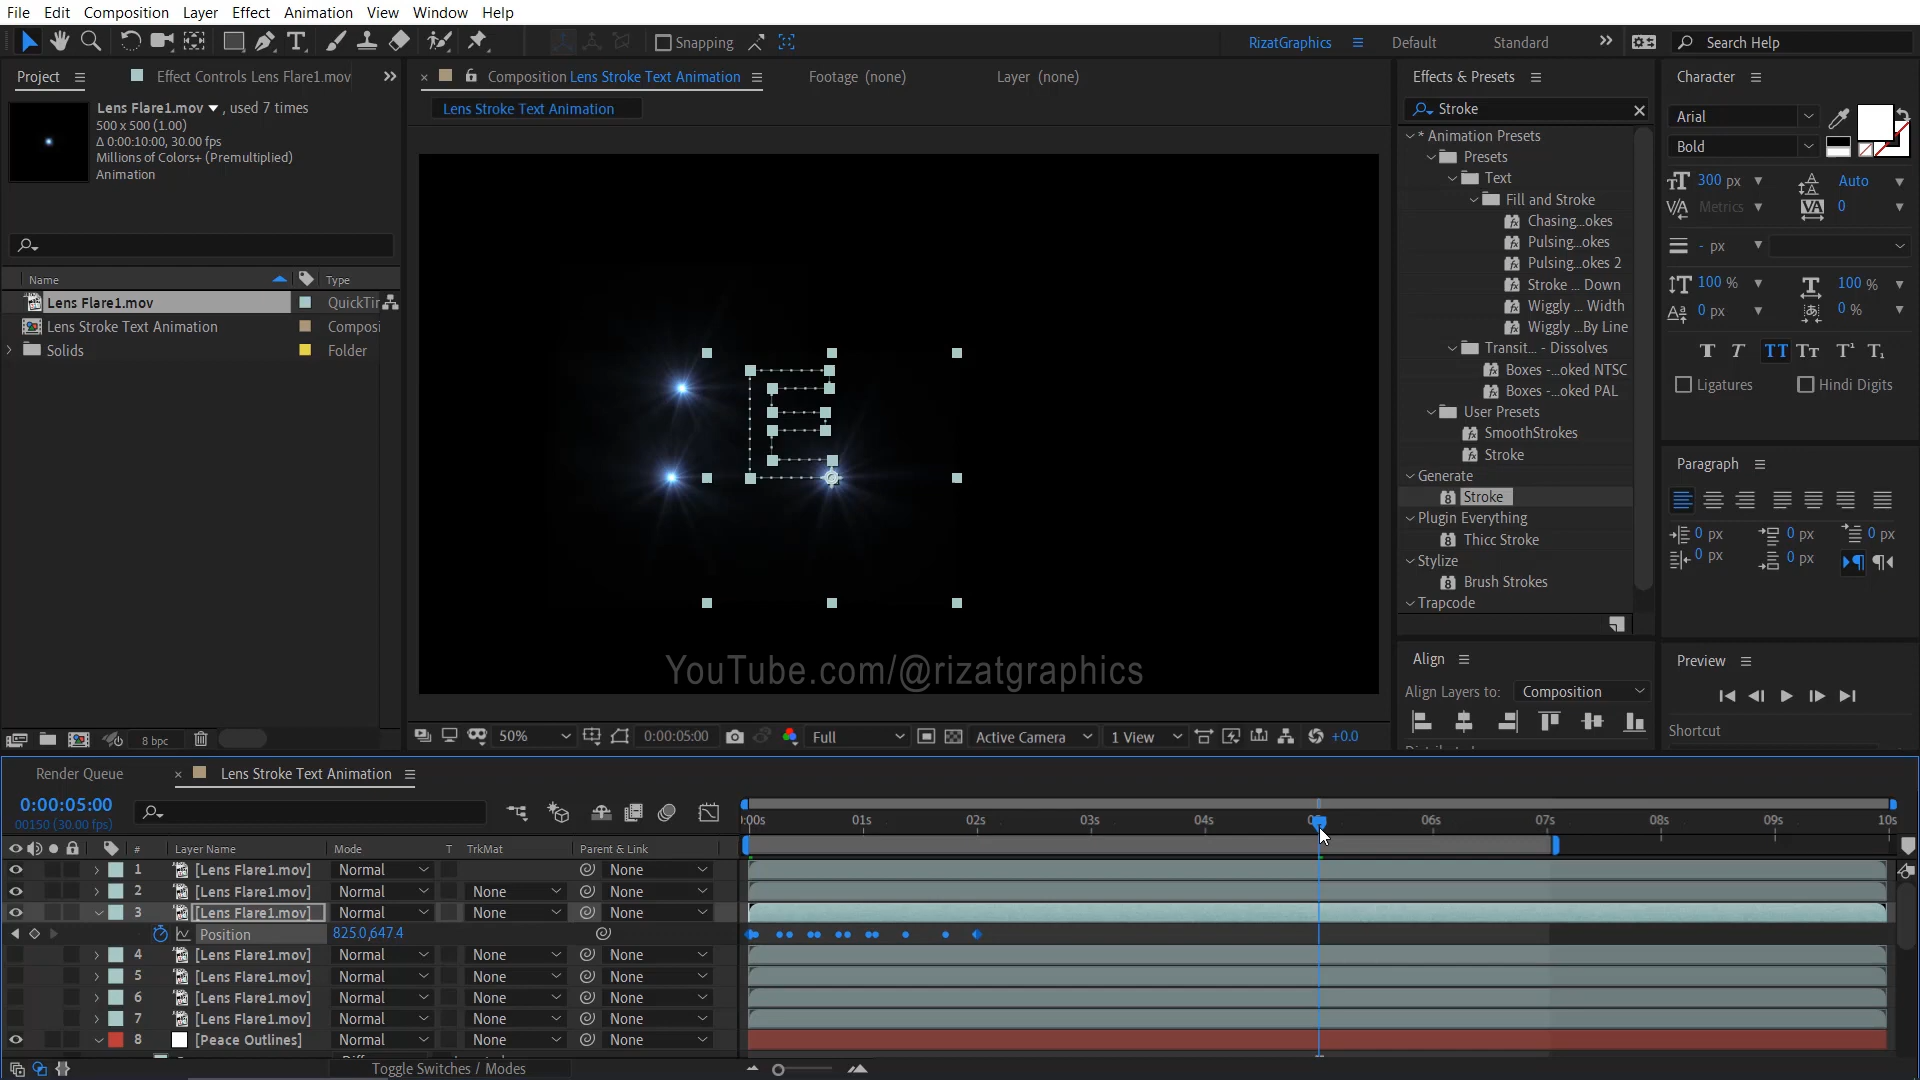 File Edit Composition Layer Effect Animation View Window Help
Snapping RizatGraphics Default Standard Search Help
Project Effect Controls Lens Flare1.mov
Lens Flare1.mov , used 7 times
500 x 500 (1.00)
Δ 0:00:10:00, 30.00 fps
Millions of Colors+ (Premultiplied)
Animation
Name Type
Lens Flare1.mov QuickTir
Lens Stroke Text Animation Composi
Solids Folder
8 bpc
Composition Lens Stroke Text Animation Footage (none) Layer (none)
Lens Stroke Text Animation
YouTube.com/@rizatgraphics
50% 0:00:05:00 Full Active Camera 1 View +0.0
Effects & Presets
Stroke
* Animation Presets
Presets
Text
Fill and Stroke
Chasing...okes
Pulsing...okes
Pulsing...okes 2
Stroke ... Down
Wiggly ... Width
Wiggly ...By Line
Transit... - Dissolves
Boxes -...oked NTSC
Boxes -...oked PAL
User Presets
SmoothStrokes
Stroke
Generate
Stroke
Plugin Everything
Thicc Stroke
Stylize
Brush Strokes
Trapcode
Align
Align Layers to: Composition
Character
Arial
Bold
300 px Auto
Metrics 0
- px
100 % 100 %
0 px 0 %
Ligatures Hindi Digits
Paragraph
0 px 0 px 0 px
0 px 0 px
Preview
Shortcut
Render Queue Lens Stroke Text Animation
0:00:05:00
00150 (30.00 fps)
:00s 01s 02s 03s 04s 05s 06s 07s 08s 09s 10s
# Layer Name Mode T TrkMat Parent & Link
1 [Lens Flare1.mov] Normal None
2 [Lens Flare1.mov] Normal None None
3 [Lens Flare1.mov] Normal None None
Position 825.0,647.4
4 [Lens Flare1.mov] Normal None None
5 [Lens Flare1.mov] Normal None None
6 [Lens Flare1.mov] Normal None None
7 [Lens Flare1.mov] Normal None None
8 [Peace Outlines] Normal None None
Toggle Switches / Modes